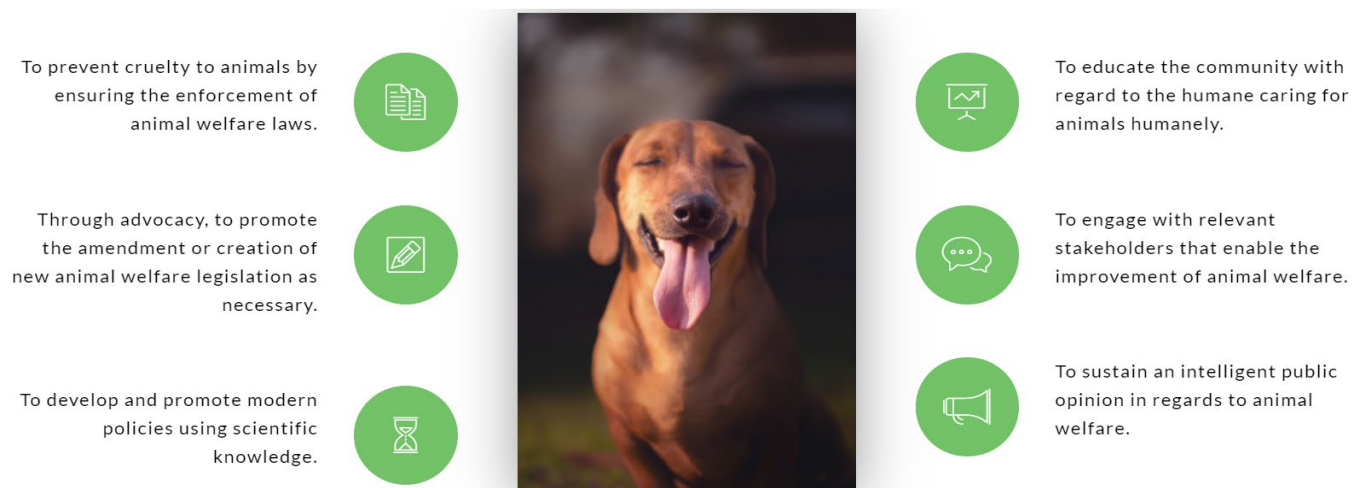 To prevent cruelty to animals by
ensuring the enforcement of
animal welfare laws.
Through advocacy, to promote
the amendment or creation of
new animal welfare legislation as
necessary.
To develop and promote modern
policies using scientific
knowledge.
To educate the community with
regard to the humane caring for
animals humanely.
To engage with relevant
stakeholders that enable the
improvement of animal welfare.
To sustain an intelligent public
opinion in regards to animal
welfare.